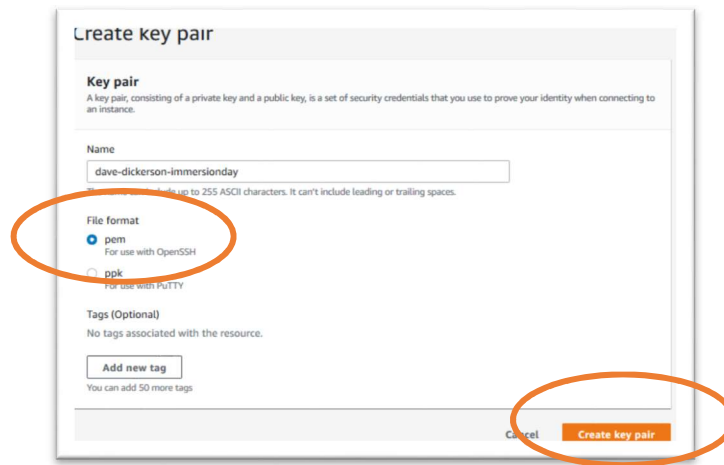 Create key pair
Key pair
A key pair, consisting of a private key and a public key, is a set of security credentials that you use to prove your identity when connecting to
an instance.
Name
dave-dickerson-immersionday
include up to 255 ASCII characters. It can't include leading or trailing spaces.
File format
pem
For use with OpenSSH
ppk
For use with PuTTY
Tags (Optional)
No tags associated with the resource.
Add new tag
You can add 50 more tags
Cancel Create key pair